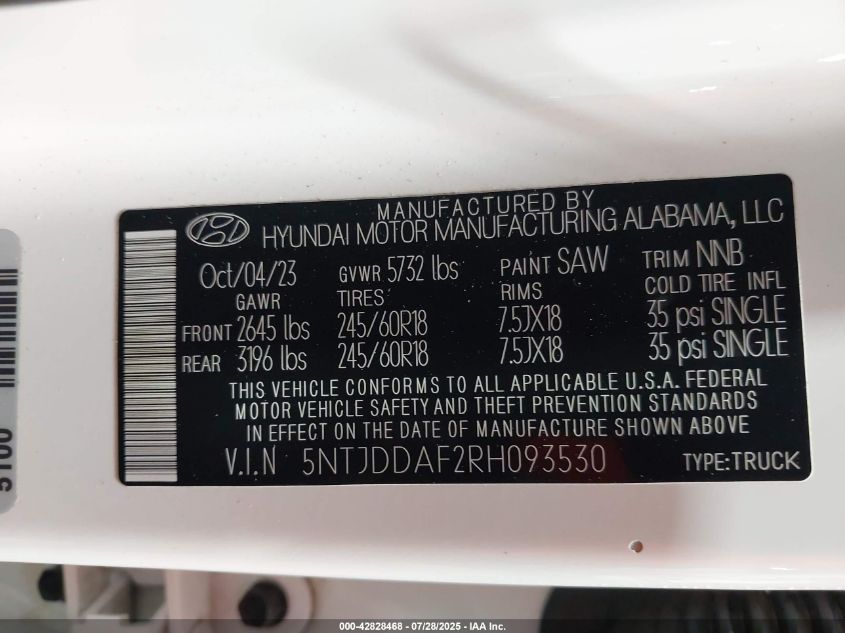 MANUFACTURED BY
HYUNDAI MOTOR MANUFACTURING ALABAMA, LLC
Oct/04/23 GVWR 5732 lbs PAINT SAW TRIM NNB
GAWR TIRES RIMS COLD TIRE INFL
FRONT 2645 lbs 245/60R18 7.5JX18 35 psi SINGLE
REAR 3196 lbs 245/60R18 7.5JX18 35 psi SINGLE
THIS VEHICLE CONFORMS TO ALL APPLICABLE U.S.A. FEDERAL
MOTOR VEHICLE SAFETY AND THEFT PREVENTION STANDARDS
IN EFFECT ON THE DATE OF MANUFACTURE SHOWN ABOVE
V.I.N 5NTJDDAF2RH093530 TYPE:TRUCK
000-42828468 - 07/28/2025 - IAA Inc.